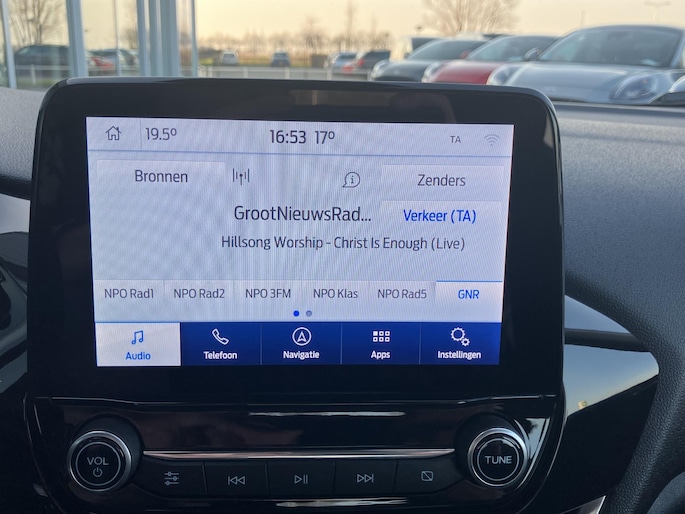 19.5° 16:53 17° TA
Bronnen Zenders
GrootNieuwsRad... Verkeer (TA)
Hillsong Worship - Christ Is Enough (Live)
NPO Rad1 NPO Rad2 NPO 3FM NPO Klas NPO Rad5 GNR
Audio Telefoon Navigatie Apps Instellingen
VOL TUNE